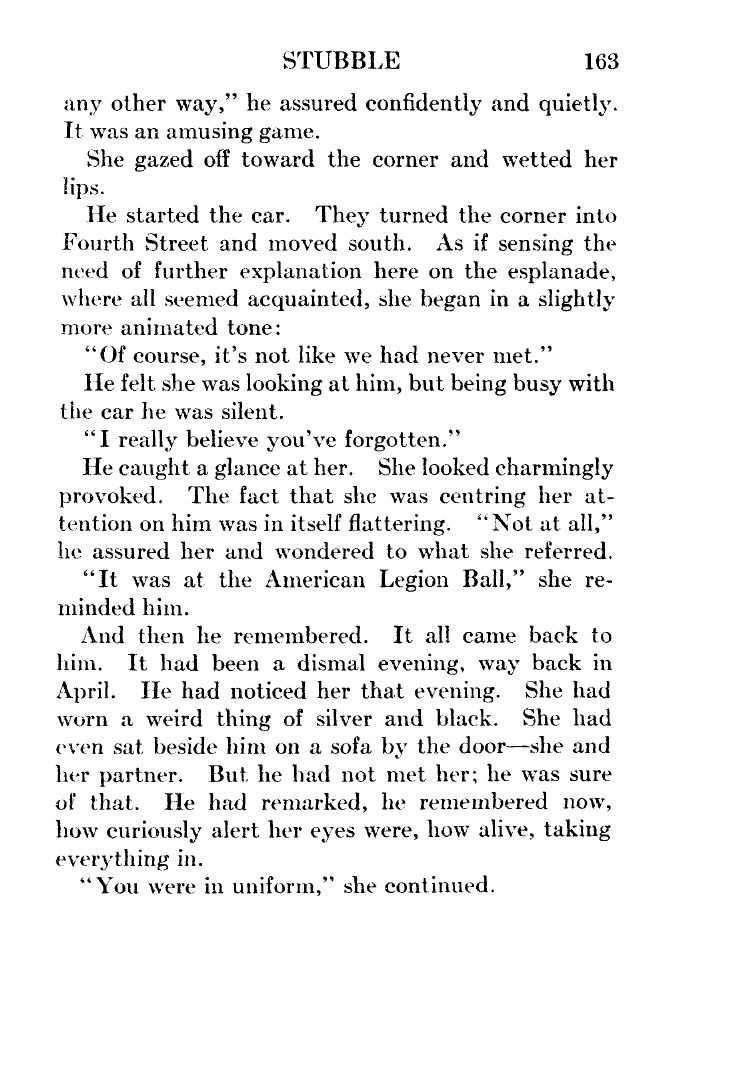 STUBBLE 163
any other way,” he assured confidently and quietly.
It was an amusing game.
She gazed off toward the corner and wetted her
lips.
He started the car. They turned the corner into
Fourth Street and moved south. As if sensing the
need of further explanation here on the esplanade,
where all seemed acquainted, she began in a slightly
more animated tone:
“Of course, it’s not like we had never met.”
He felt she was looking at him, but being busy with
the car he was silent.
“I really believe you’ve forgotten.”
He caught a glance at her. She looked charmingly
provoked. The fact that she was centring her at-
tention on him was in itself flattering. “Not at all,”
he assured her and wondered to what she referred.
“It was at the American Legion Ball,” she re-
minded him.
And then he remembered. It all came back to
him. It had been a dismal evening, way back in
April. He had noticed her that evening. She had
worn a weird thing of silver and black. She had
even sat beside him on a sofa by the door—she and
her partner. But he had not met her; he was sure
of that. He had remarked, he remembered now,
how curiously alert her eyes were, how alive, taking
everything in.
“You were in uniform,” she continued.